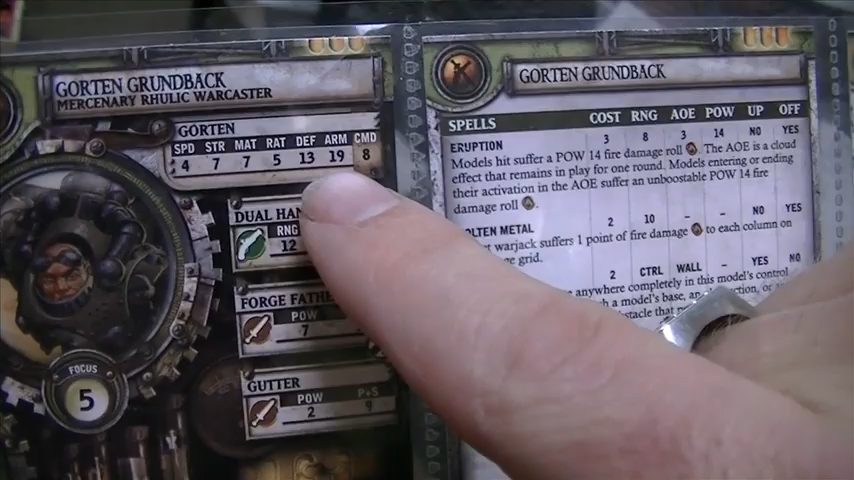 GORTEN GRUNDBACK
MERCENARY RHULIC WARCASTER
GORTEN
SPD STR MAT RAT DEF ARM CMD
4 7 7 5 13 19 8
DUAL
RNG
12
FORGE
POW
7
GUTTER
POW P+S
2 9
FOCUS
5
GORTEN GRUNDBACK
SPELLS COST RNG AOE POW UP OFF
ERUPTION 3 8 3 14 NO YES
Models hit suffer a POW 14 fire damage roll . The AOE is a cloud
effect that remains in play for one round. Models entering or ending
their activation in the AOE suffer an unboostable POW 14 fire
damage roll .
METAL 2 10 – – NO YES
warjack suffers 1 point of fire damage to each column on
grid.
2 CTRL WALL – YES NO
anywhere completely in this model's control
a model's base, an
that